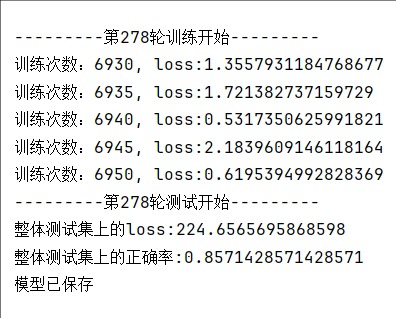 ---------第278轮训练开始---------
训练次数：6930, loss:1.3557931184768677
训练次数：6935, loss:1.721382737159729
训练次数：6940, loss:0.5317350625991821
训练次数：6945, loss:2.1839609146118164
训练次数：6950, loss:0.6195394992828369
---------第278轮测试开始---------
整体测试集上的loss:224.6565695868598
整体测试集上的正确率:0.8571428571428571
模型已保存